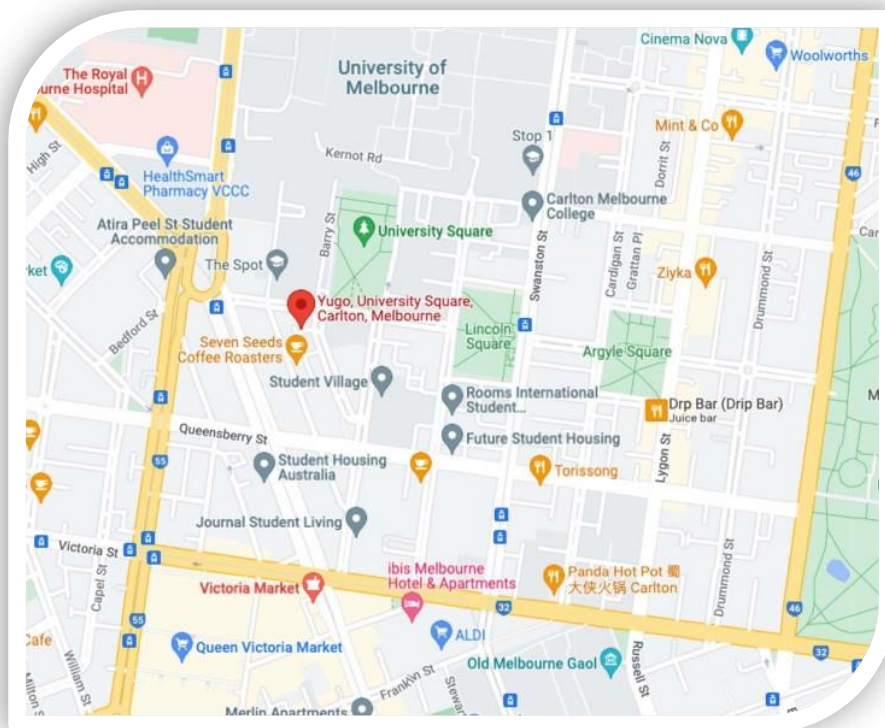 Cinema Nova
Woolworths
University of
Melbourne
The Royal
urne Hospital
Mint & Co
Stop 1
Kernot Rd
High St
HealthSmart
Pharmacy VCCC
Dorrit St
46
Carlton Melbourne
College
Atira Peel St Student
Accommodation
Barry St
University Square
Swanston St
Cardigan St
Grattan Pl
Car
ket
The Spot
Ziyka
Drummond St
Yugo, University Square,
Carlton, Melbourne
Bedford St
Lincoln
Square
Seven Seeds
Coffee Roasters
Argyle Square
Student Village
Rooms International
Student...
Drp Bar (Drip Bar)
Juice bar
M
Queensberry St
Future Student Housing
Lygon St
55
Student Housing
Australia
Torissong
Journal Student Living
Victoria St
Capel St
ibis Melbourne
Hotel & Apartments
Panda Hot Pot 蜀
大侠火锅 Carlton
Drummond St
Victoria Market
32
46
55
Cafe
Queen Victoria Market
ALDI
32
William St
Old Melbourne Gaol
Russell St
Milton St
Franklin St
Stewar
Merlin Apartments